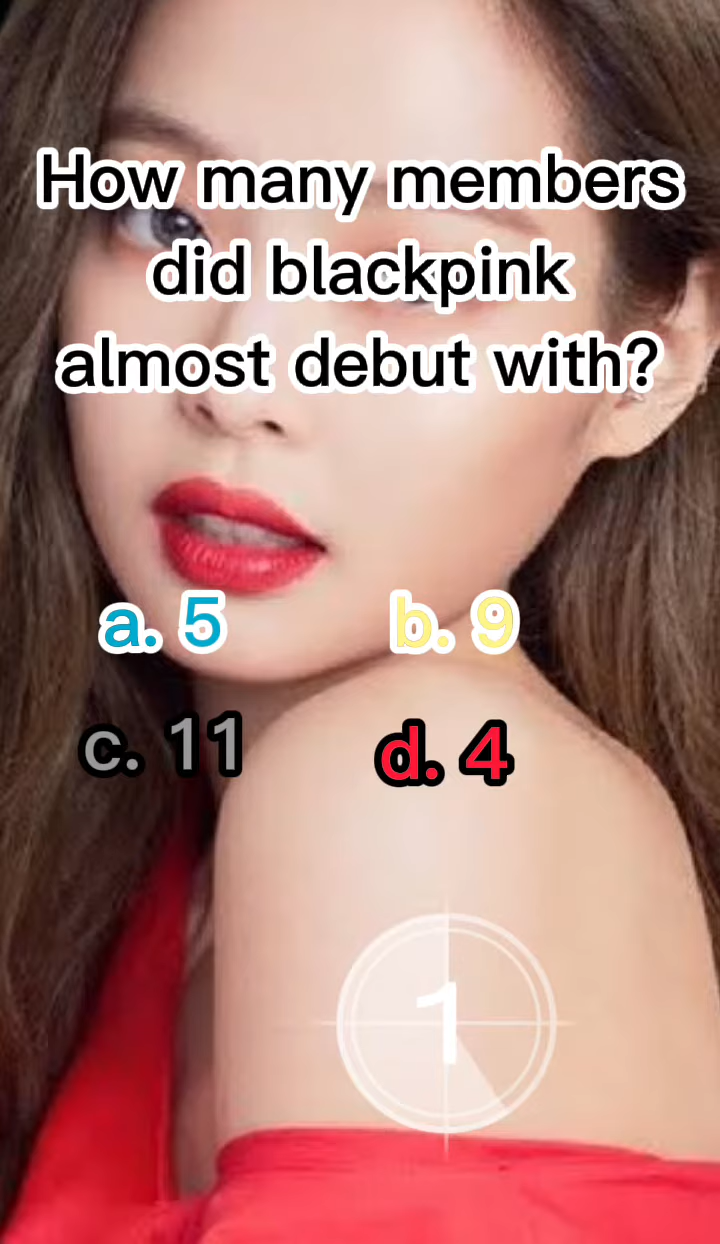 How many members
did blackpink
almost debut with?
a. 5 b. 9
c. 11 d. 4
1